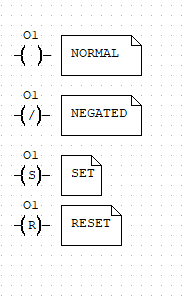 O1
( ) NORMAL
O1
(/) NEGATED
O1
(S) SET
O1
(R) RESET